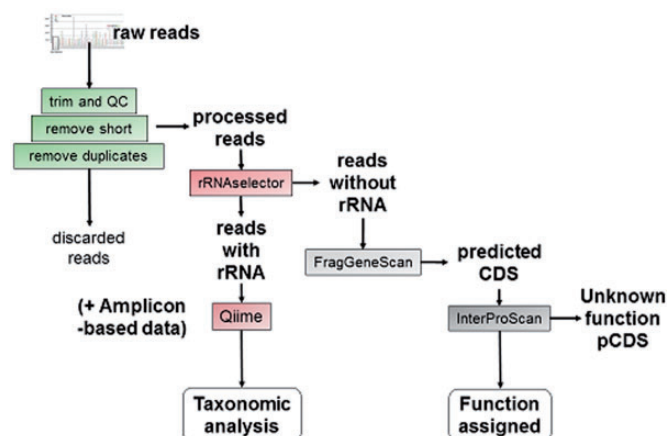 raw reads
trim and QC
remove short
remove duplicates
discarded
reads
processed
reads
rRNAselector
reads
without
rRNA
reads
with
rRNA
FragGeneScan
predicted
CDS
(+ Amplicon
-based data)
Qiime
InterProScan
Unknown
function
pCDS
Taxonomic
analysis
Function
assigned